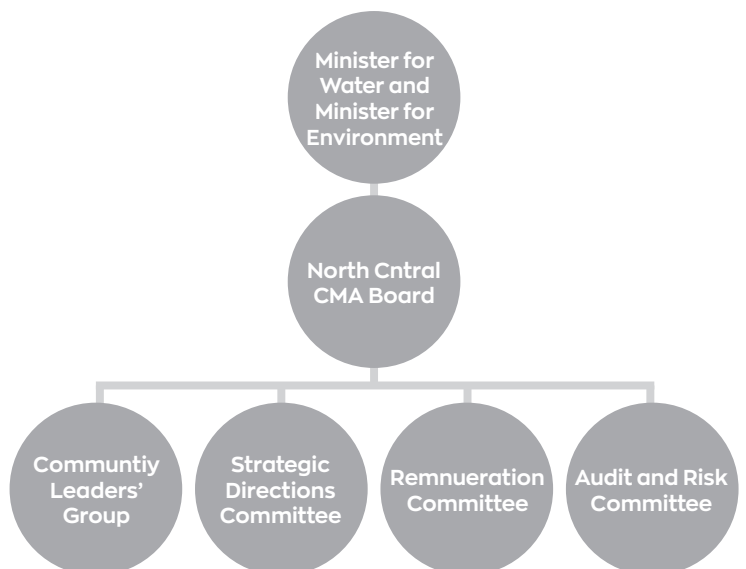 Minister for
Water and
Minister for
Environment
North Cntral
CMA Board
Communtiy
Leaders’
Group
Strategic
Directions
Committee
Remnueration
Committee
Audit and Risk
Committee